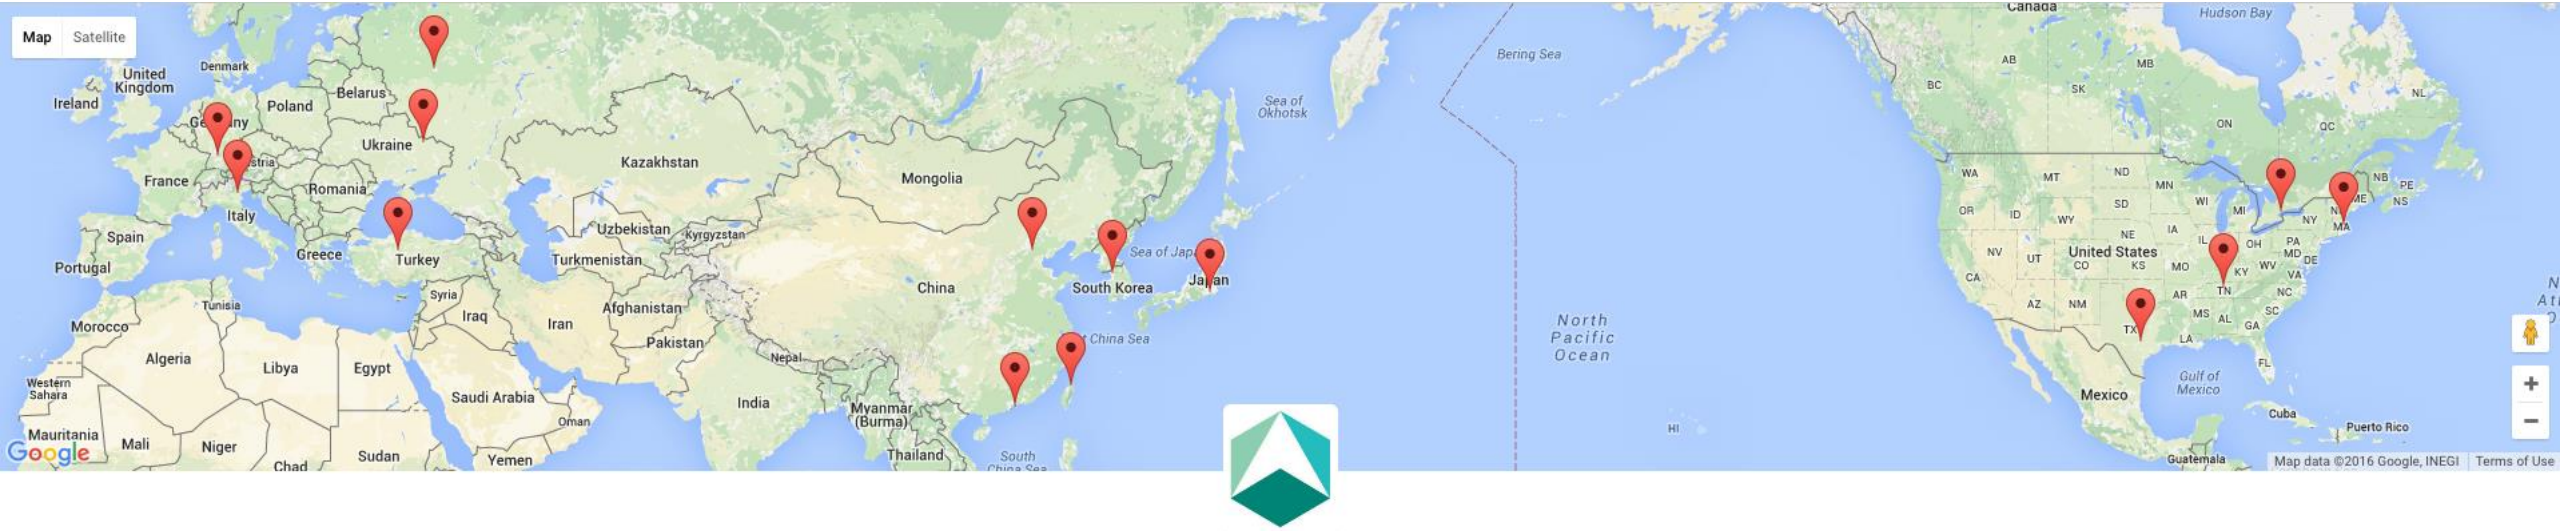 Map
Satellite
Denmark
United
Kingdom
Ireland
Poland
Belarus
Ukraine
France
Romania
Italy
Spain
Portugal
Greece
Turkey
Kazakhstan
Mongolia
Uzbekistan
Kyrgyzstan
Turkmenistan
Syria
Tunisia
Morocco
Iraq
Iran
Afghanistan
China
South Korea
Japan
Pakistan
Nepal
Algeria
Libya
Egypt
Western
Sahara
Saudi Arabia
India
Myanmar
(Burma)
Oman
Mauritania
Mali
Niger
Chad
Sudan
Yemen
Thailand
South
China Sea
China Sea
Sea of
Okhotsk
Bering Sea
North
Pacific
Ocean
HI
Canada
Hudson Bay
AB
MB
BC
SK
NL
ON
QC
WA
MT
ND
MN
NB
PE
NS
ME
OR
ID
WY
SD
WI
MI
NY
MA
NE
IA
IL
OH
PA
NV
UT
United States
CO
KS
MO
KY
WV
MD
DE
VA
CA
AZ
NM
AR
TN
NC
TX
MS
AL
SC
GA
LA
FL
Gulf of
Mexico
Mexico
Cuba
Puerto Rico
Guatemala
Google
Map data ©2016 Google, INEGI
Terms of Use